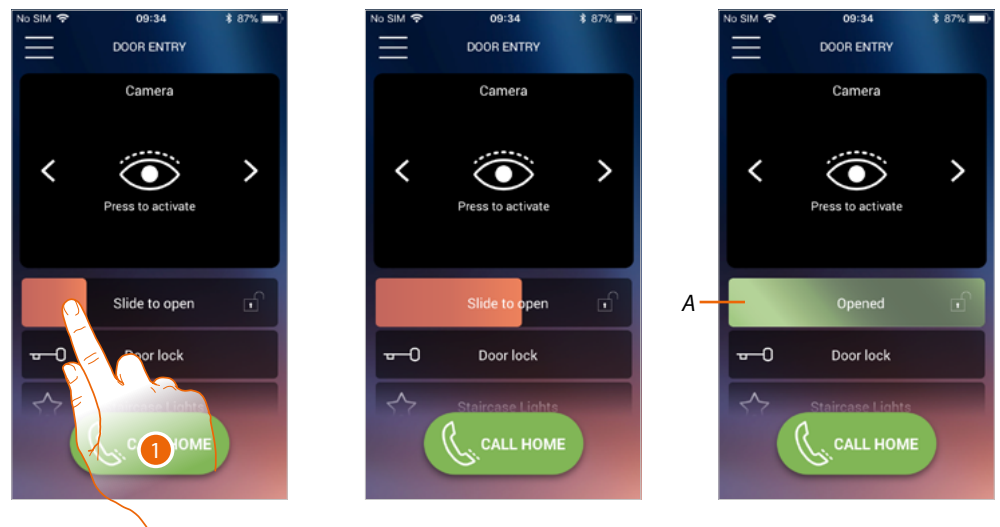 No SIM 09:34 87%
DOOR ENTRY
Camera
Press to activate
Slide to open
Door lock
Staircase Lights
CALL HOME
1
No SIM 09:34 87%
DOOR ENTRY
Camera
Press to activate
Slide to open
Door lock
Staircase Lights
CALL HOME
No SIM 09:34 87%
DOOR ENTRY
Camera
Press to activate
A
Opened
Door lock
Staircase Lights
CALL HOME